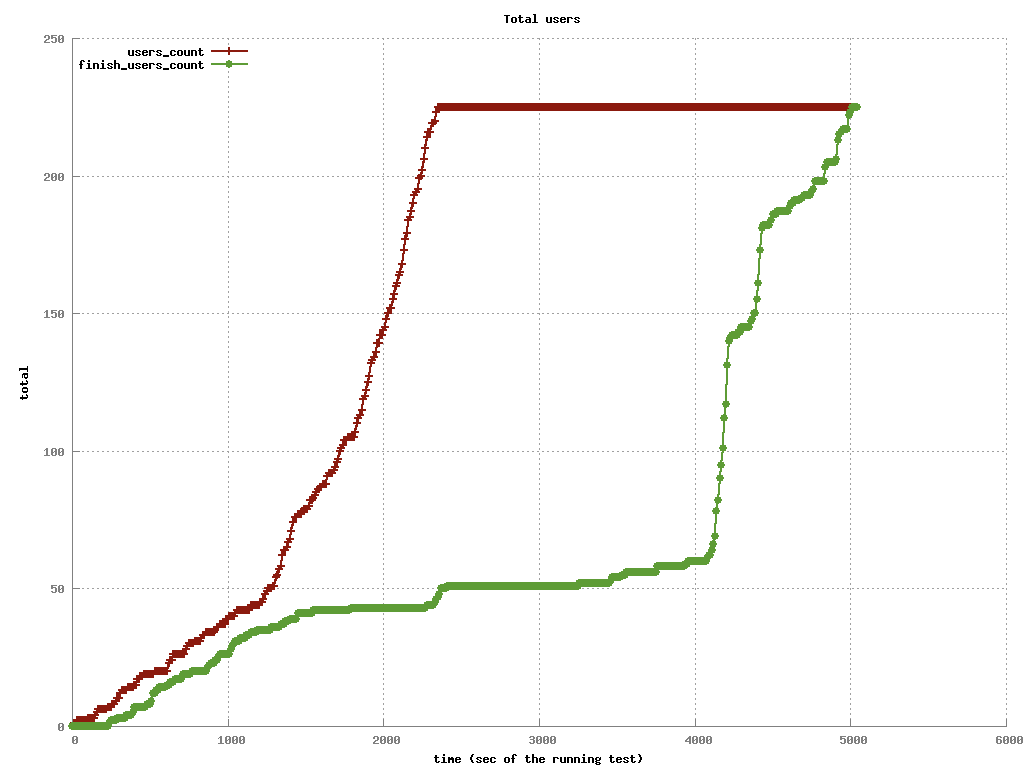 Total users
users_count
finish_users_count
250
200
150
100
50
0
total
0 1000 2000 3000 4000 5000 6000
time (sec of the running test)